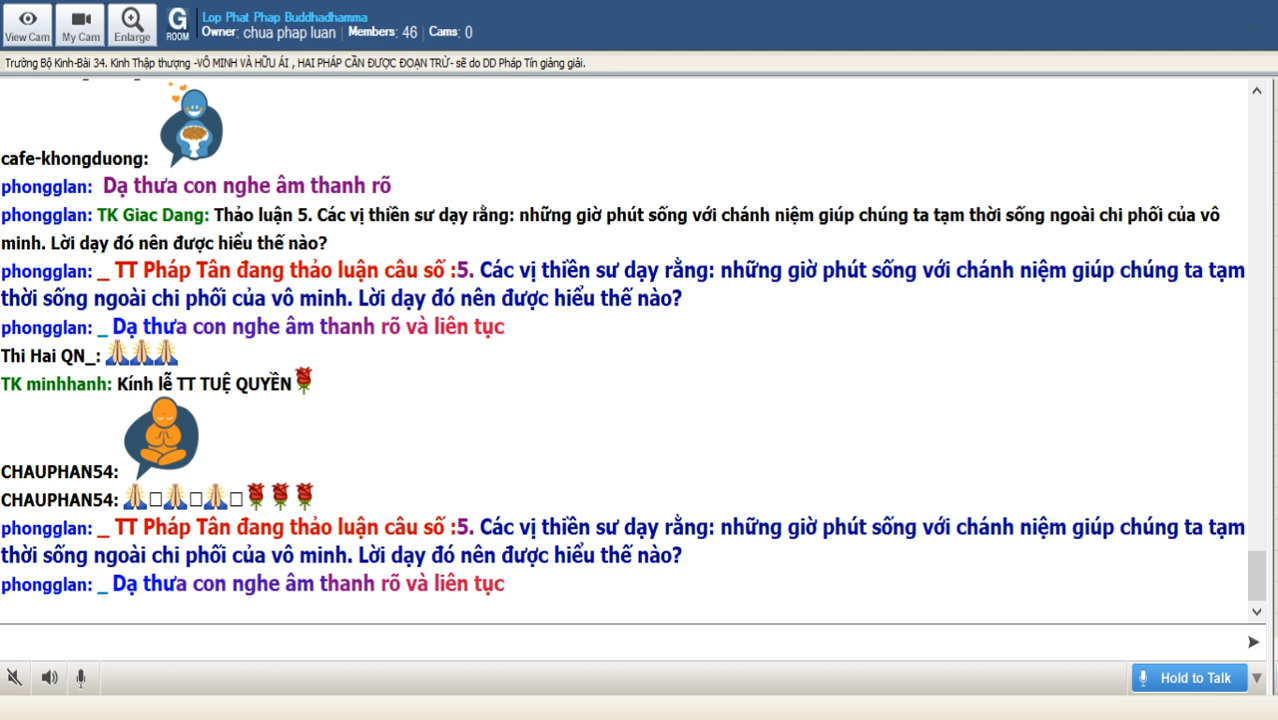 Lop Phat Phap Buddhadhamma
View Cam My Cam Enlarge G ROOM Owner: chua phap luan Members: 46 Cams: 0
Trường Bộ Kinh-Bài 34. Kinh Thập thượng -VÔ MINH VÀ HỮU ÁI , HAI PHÁP CẦN ĐƯỢC ĐOẠN TRỪ- sẽ do DD Pháp Tín giảng giải.
cafe-khongduong:
phongglan: Dạ thưa con nghe âm thanh rõ
phongglan: TK Giac Dang: Thảo luận 5. Các vị thiền sư dạy rằng: những giờ phút sống với chánh niệm giúp chúng ta tạm thời sống ngoài chi phối của vô
minh. Lời dạy đó nên được hiểu thế nào?
phongglan: _ TT Pháp Tân đang thảo luận câu số :5. Các vị thiền sư dạy rằng: những giờ phút sống với chánh niệm giúp chúng ta tạm
thời sống ngoài chi phối của vô minh. Lời dạy đó nên được hiểu thế nào?
phongglan: _ Dạ thưa con nghe âm thanh rõ và liên tục
Thi Hai QN_: 🙏🙏🙏
TK minhhanh: Kính lễ TT TUỆ QUYỀN🌹
CHAUPHAN54:
CHAUPHAN54: 🙏□🙏□🙏□🌹🌹🌹
phongglan: _ TT Pháp Tân đang thảo luận câu số :5. Các vị thiền sư dạy rằng: những giờ phút sống với chánh niệm giúp chúng ta tạm
thời sống ngoài chi phối của vô minh. Lời dạy đó nên được hiểu thế nào?
phongglan: _ Dạ thưa con nghe âm thanh rõ và liên tục
Hold to Talk